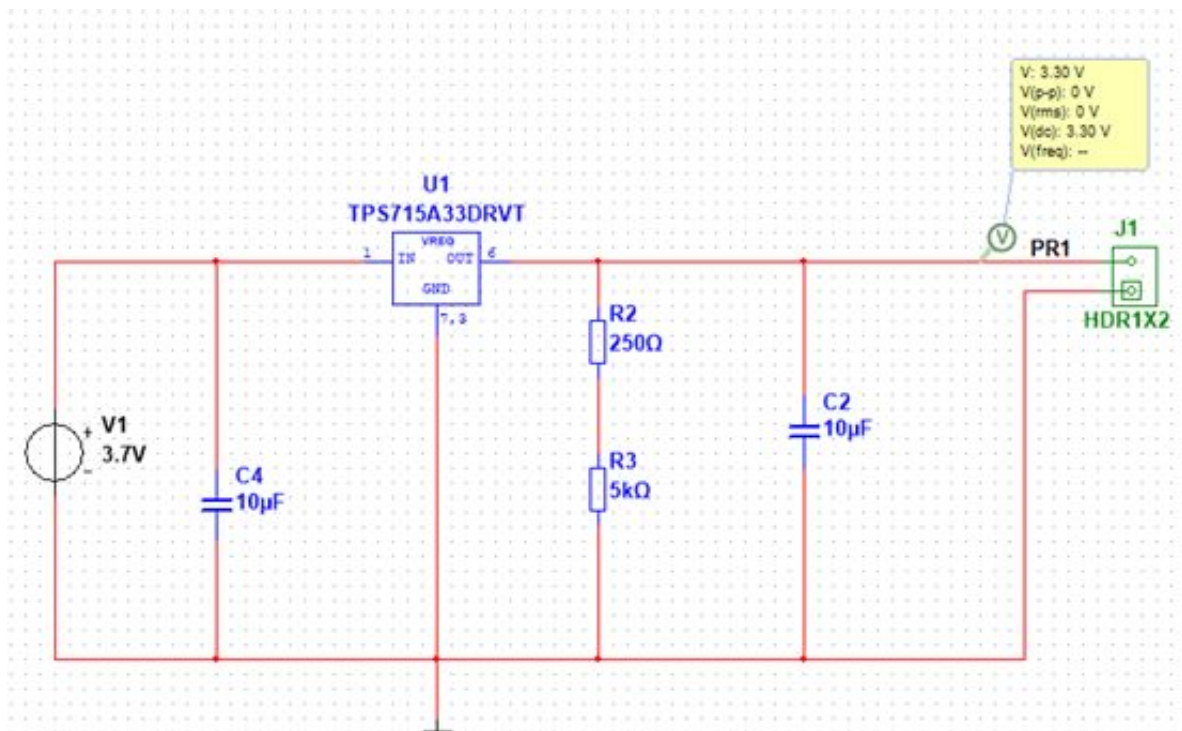 V: 3.30 V
V(p-p): 0 V
V(rms): 0 V
V(dc): 3.30 V
V(freq): --
U1
TPS715A33DRVT
VREG
1
IN
OUT
6
GND
7,3
V
PR1
J1
HDR1X2
R2
250Ω
C2
10μF
+
V1
3.7V
-
R3
5kΩ
C4
10μF